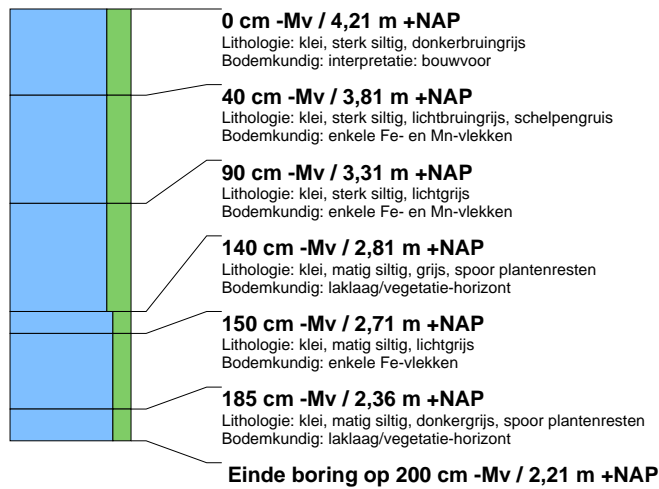 0 cm -Mv / 4,21 m +NAP
Lithologie: klei, sterk siltig, donkerbruingrijs
Bodemkundig: interpretatie: bouwvoor
40 cm -Mv / 3,81 m +NAP
Lithologie: klei, sterk siltig, lichtbruingrijs, schelpengruis
Bodemkundig: enkele Fe- en Mn-vlekken
90 cm -Mv / 3,31 m +NAP
Lithologie: klei, sterk siltig, lichtgrijs
Bodemkundig: enkele Fe- en Mn-vlekken
140 cm -Mv / 2,81 m +NAP
Lithologie: klei, matig siltig, grijs, spoor plantenresten
Bodemkundig: laklaag/vegetatie-horizont
150 cm -Mv / 2,71 m +NAP
Lithologie: klei, matig siltig, lichtgrijs
Bodemkundig: enkele Fe-vlekken
185 cm -Mv / 2,36 m +NAP
Lithologie: klei, matig siltig, donkergrijs, spoor plantenresten
Bodemkundig: laklaag/vegetatie-horizont
Einde boring op 200 cm -Mv / 2,21 m +NAP